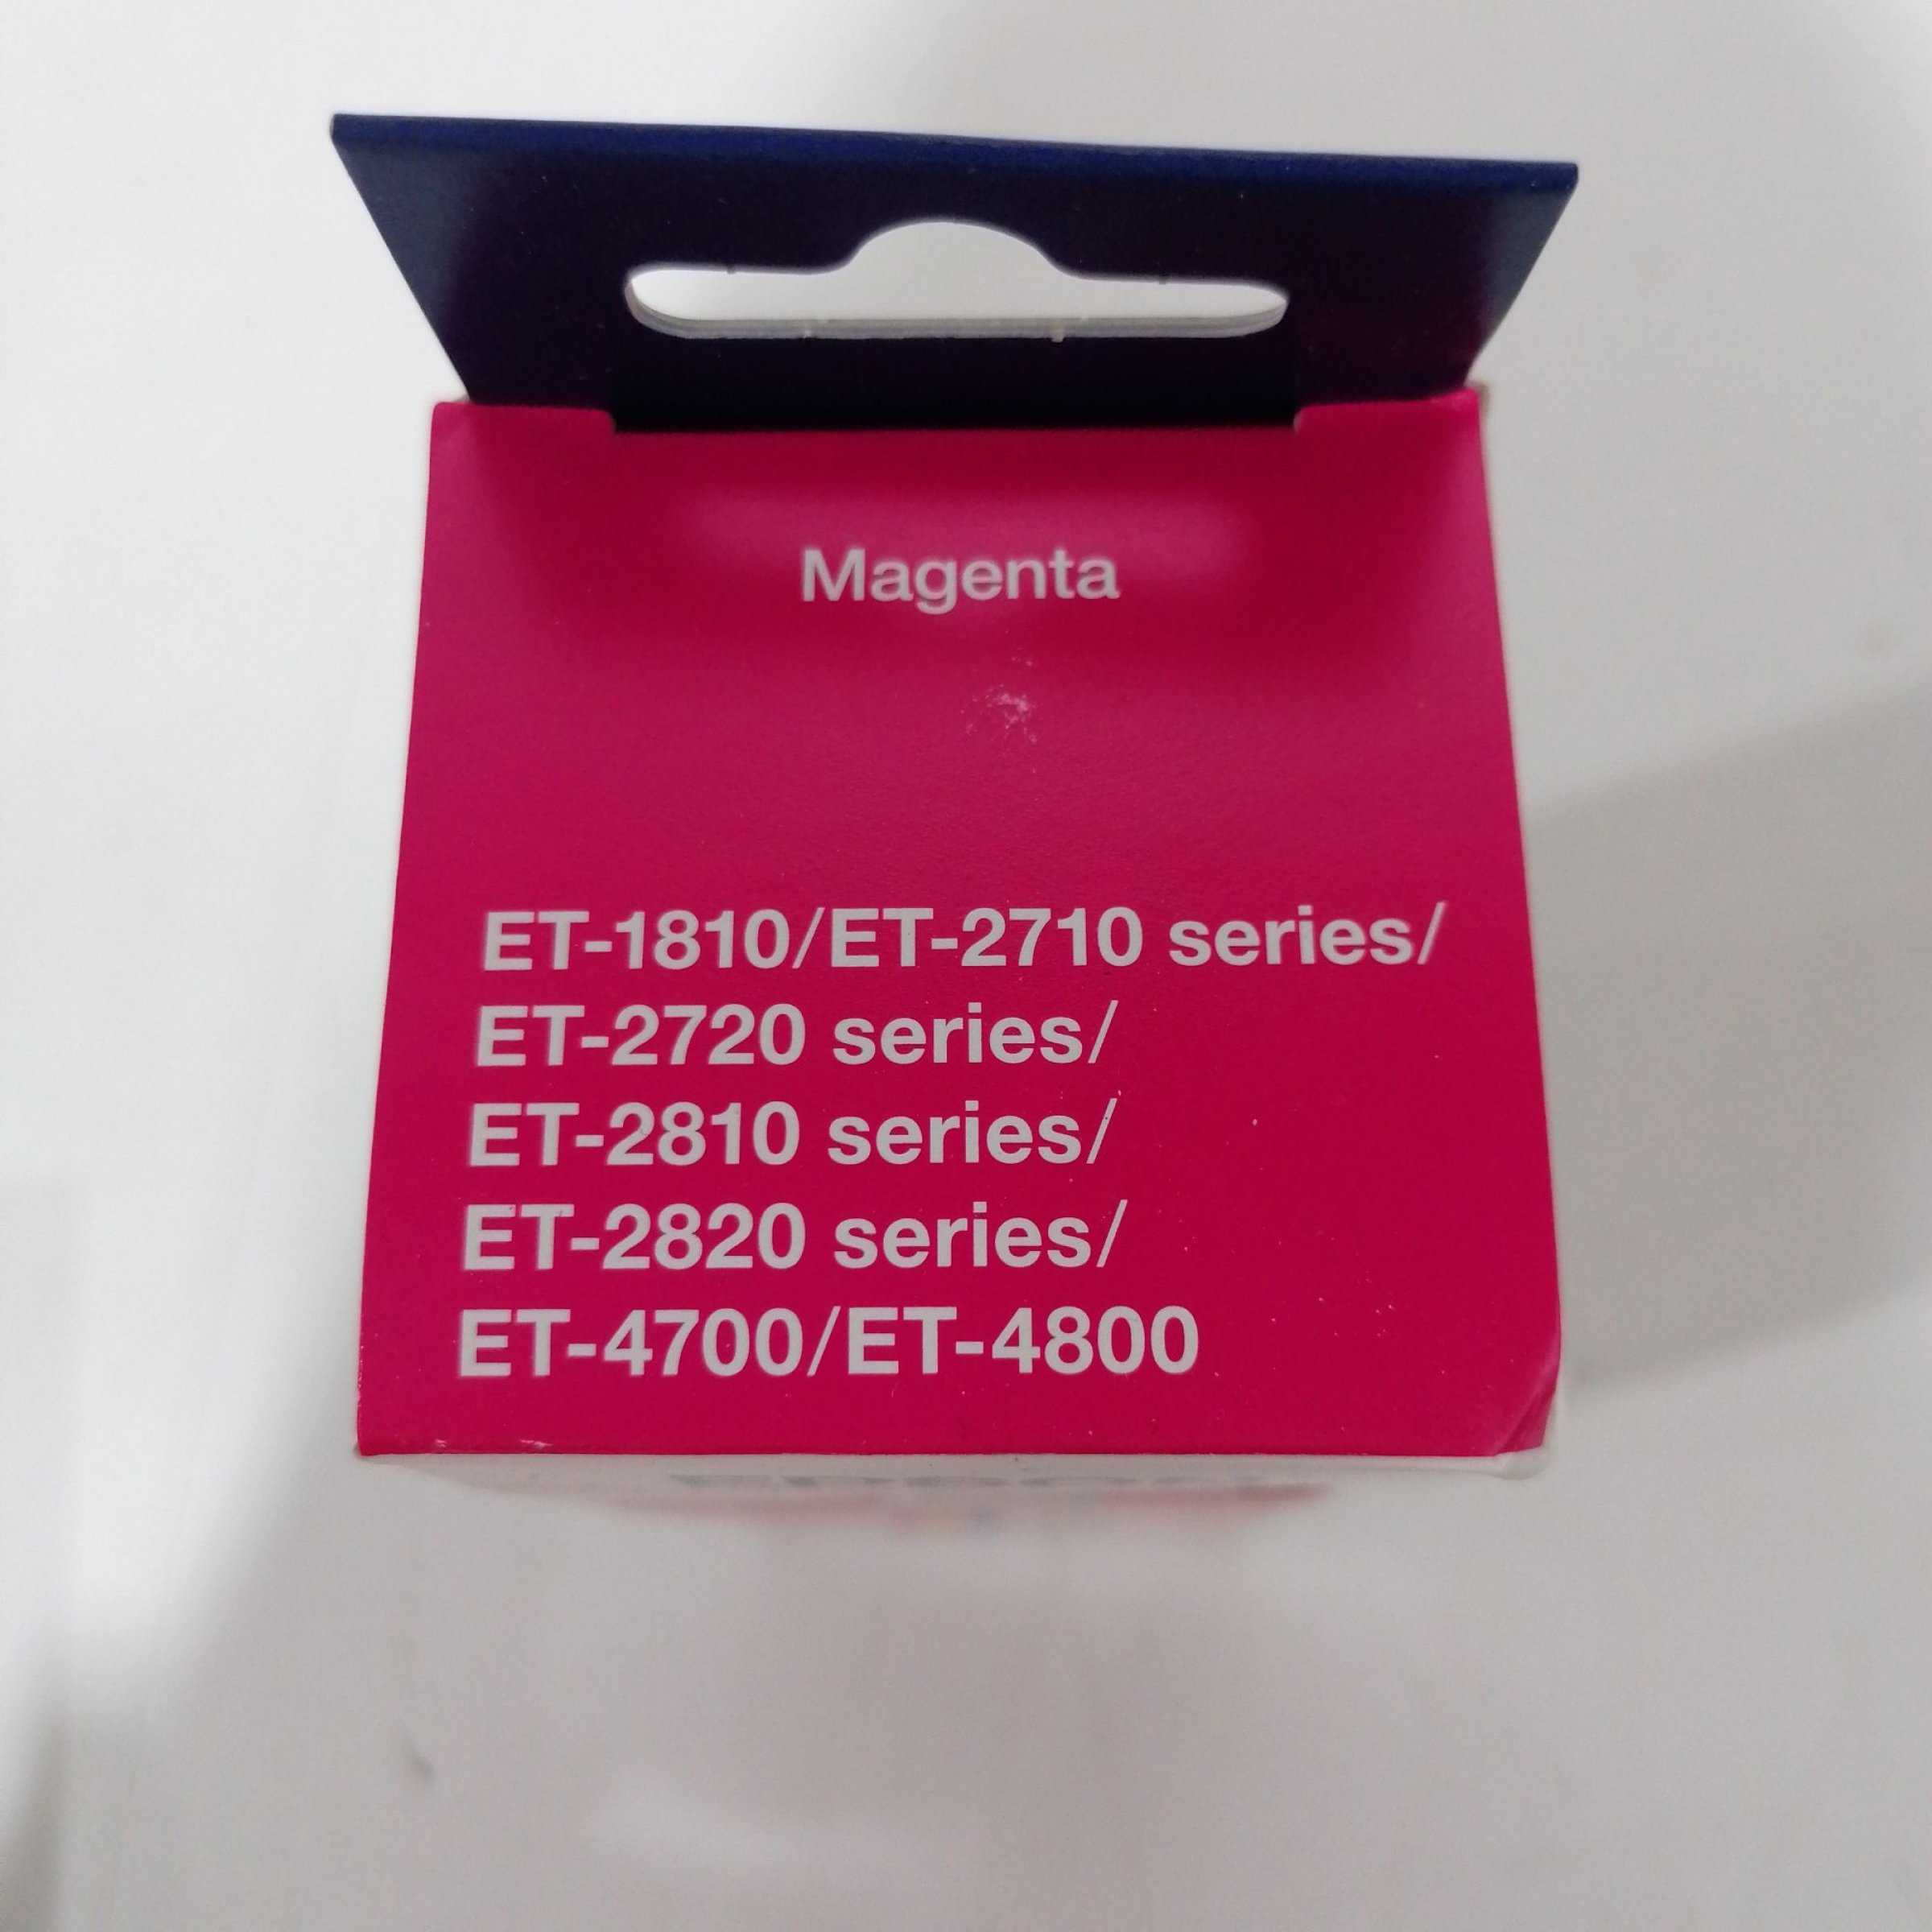 Magenta
ET-1810/ET-2710 series/
ET-2720 series/
ET-2810 series/
ET-2820 series/
ET-4700/ET-4800